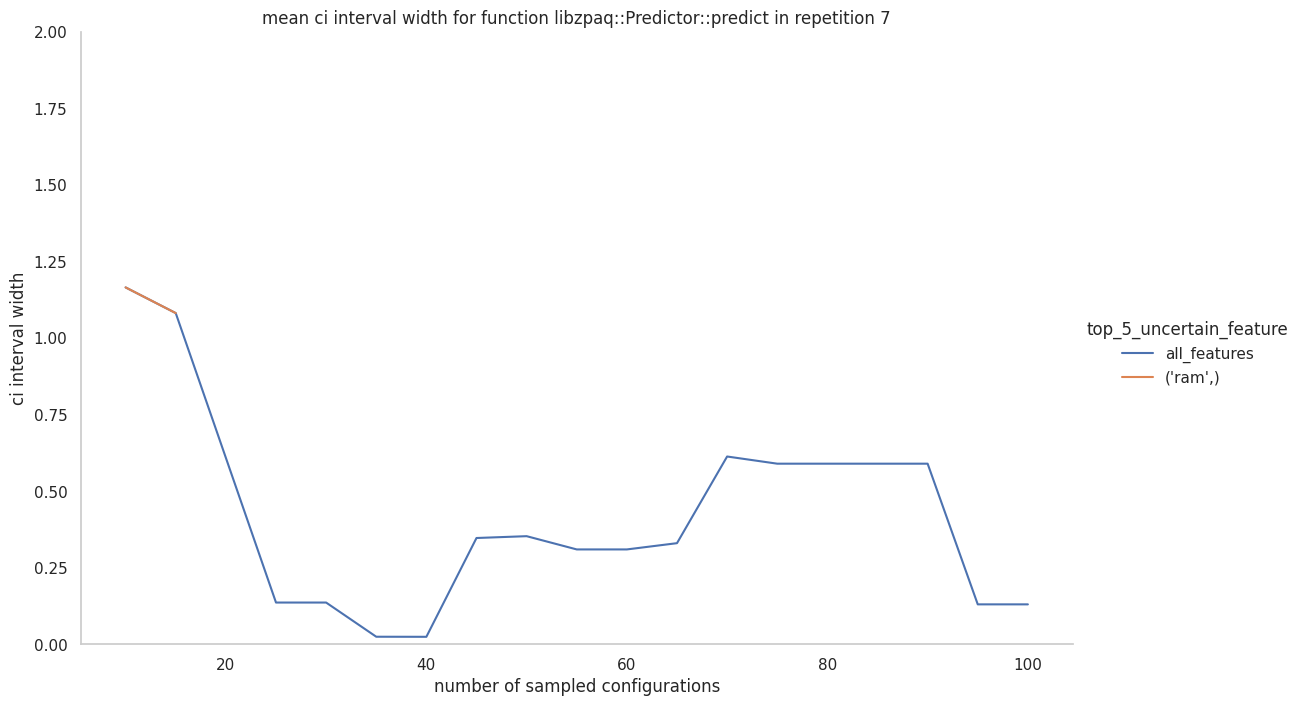 mean ci interval width for function libzpaq::Predictor::predict in repetition 7
2.00
1.75
1.50
1.25
1.00
0.75
0.50
0.25
0.00
ci interval width
20
40
60
80
100
number of sampled configurations
top_5_uncertain_feature
all_features
('ram',)